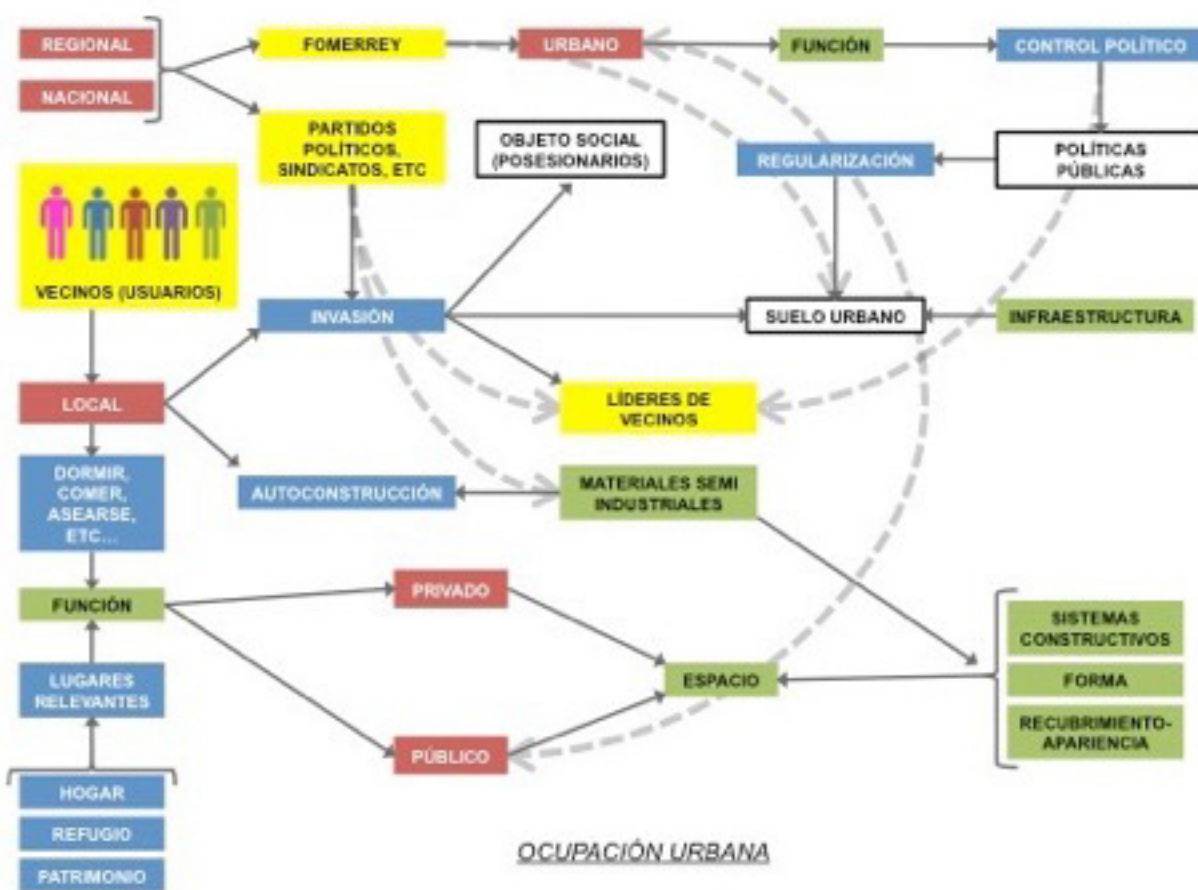 REGIONAL
FOMERREY
URBANO
FUNCIÓN
CONTROL POLÍTICO
NACIONAL
PARTIDOS
POLÍTICOS,
SINDICATOS, ETC
OBJETO SOCIAL
(POSESIONARIOS)
REGULARIZACIÓN
POLÍTICAS
PÚBLICAS
VECINOS (USUARIOS)
INVASIÓN
SUELO URBANO
INFRAESTRUCTURA
LOCAL
LÍDERES DE
VECINOS
DORMIR,
COMER,
ASEARSE,
ETC...
AUTOCONSTRUCCIÓN
MATERIALES SEMI
INDUSTRIALES
FUNCIÓN
PRIVADO
SISTEMAS
CONSTRUCTIVOS
LUGARES
RELEVANTES
ESPACIO
FORMA
PÚBLICO
RECUBRIMIENTO-
APARIENCIA
HOGAR
REFUGIO
PATRIMONIO
OCUPACIÓN URBANA